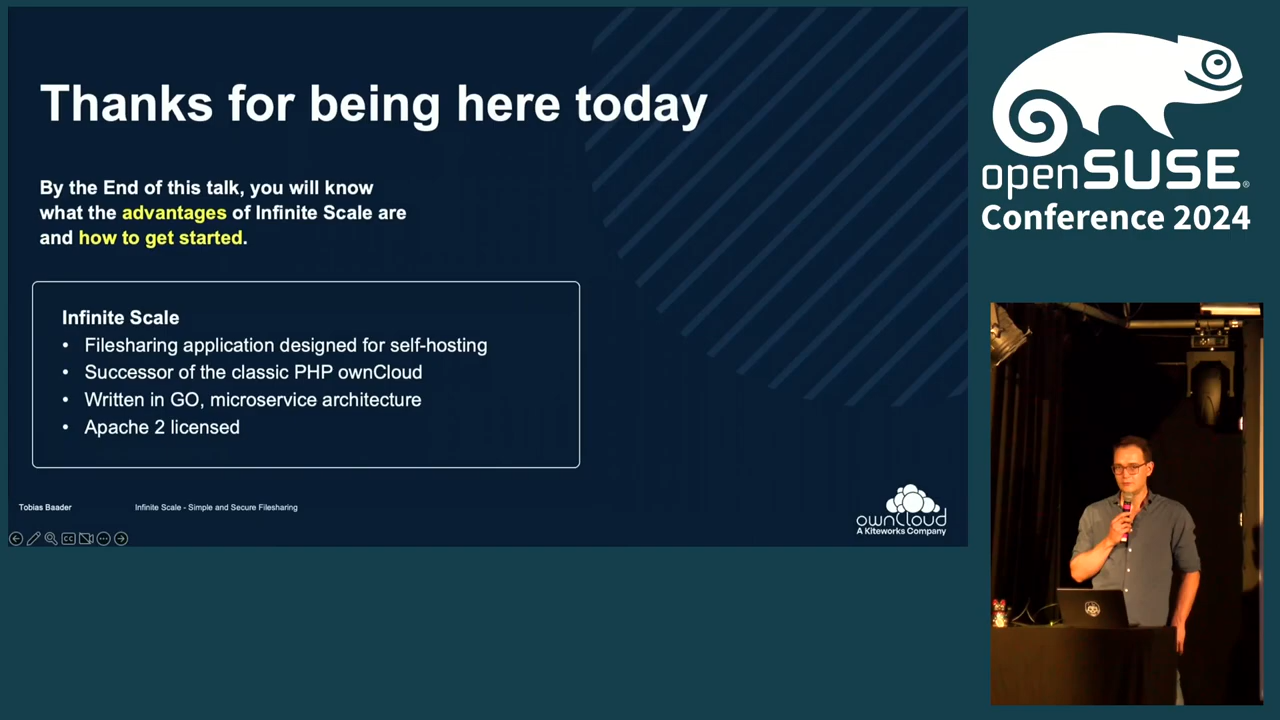 Thanks for being here today
By the End of this talk, you will know
what the advantages of Infinite Scale are
and how to get started.
Infinite Scale
• Filesharing application designed for self-hosting
• Successor of the classic PHP ownCloud
• Written in GO, microservice architecture
• Apache 2 licensed
Tobias Baader
Infinite Scale - Simple and Secure Filesharing
ownCloud
A Kiteworks Company
CC
openSUSE®
Conference 2024